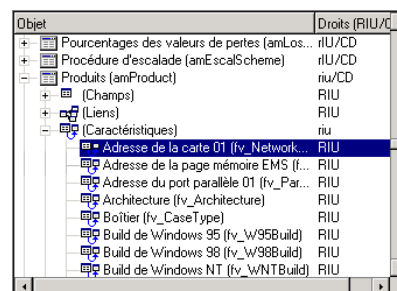 Objet Droits (RIU/C
Pourcentages des valeurs de pertes (amLos... rIU/CD
Procédure d'escalade (amEscalScheme) rIU/CD
Produits (amProduct) riu/CD
(Champs) RIU
(Liens) RIU
(Caractéristiques) riu
Adresse de la carte 01 (fv_Network... RIU
Adresse de la page mémoire EMS (f... RIU
Adresse du port parallèle 01 (fv_Par... RIU
Architecture (fv_Architecture) RIU
Boîtier (fv_CaseType) RIU
Build de Windows 95 (fv_W95Build) RIU
Build de Windows 98 (fv_W98Build) RIU
Build de Windows NT (fv_WNTBuild) RIU